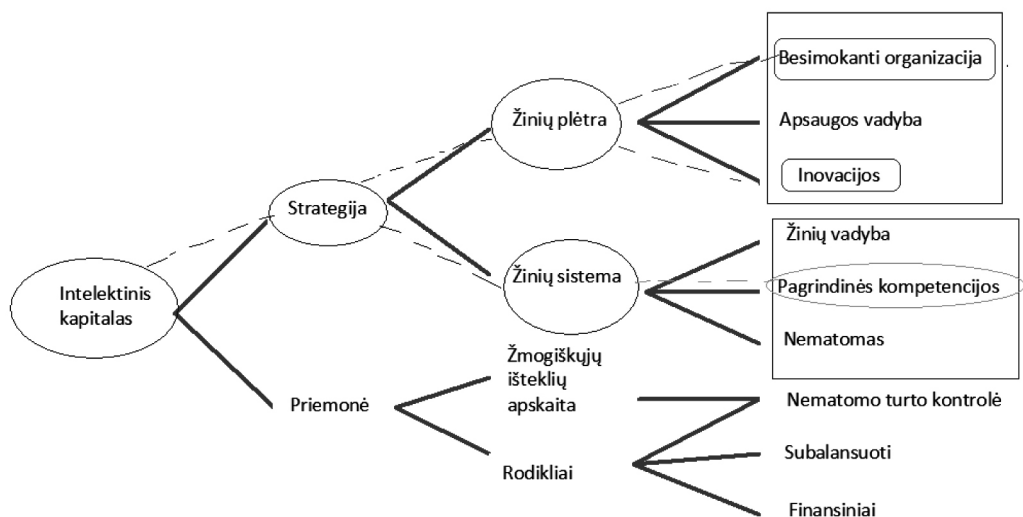 Intelektinis
kapitalas
Strategija
Priemonė
Žinių plėtra
Žinių sistema
Žmogiškųjų
išteklių
apskaita
Rodikliai
Besimokanti organizacija
Apsaugos vadyba
Inovacijos
Žinių vadyba
Pagrindinės kompetencijos
Nematomas
Nematomo turto kontrolė
Subalansuoti
Finansiniai